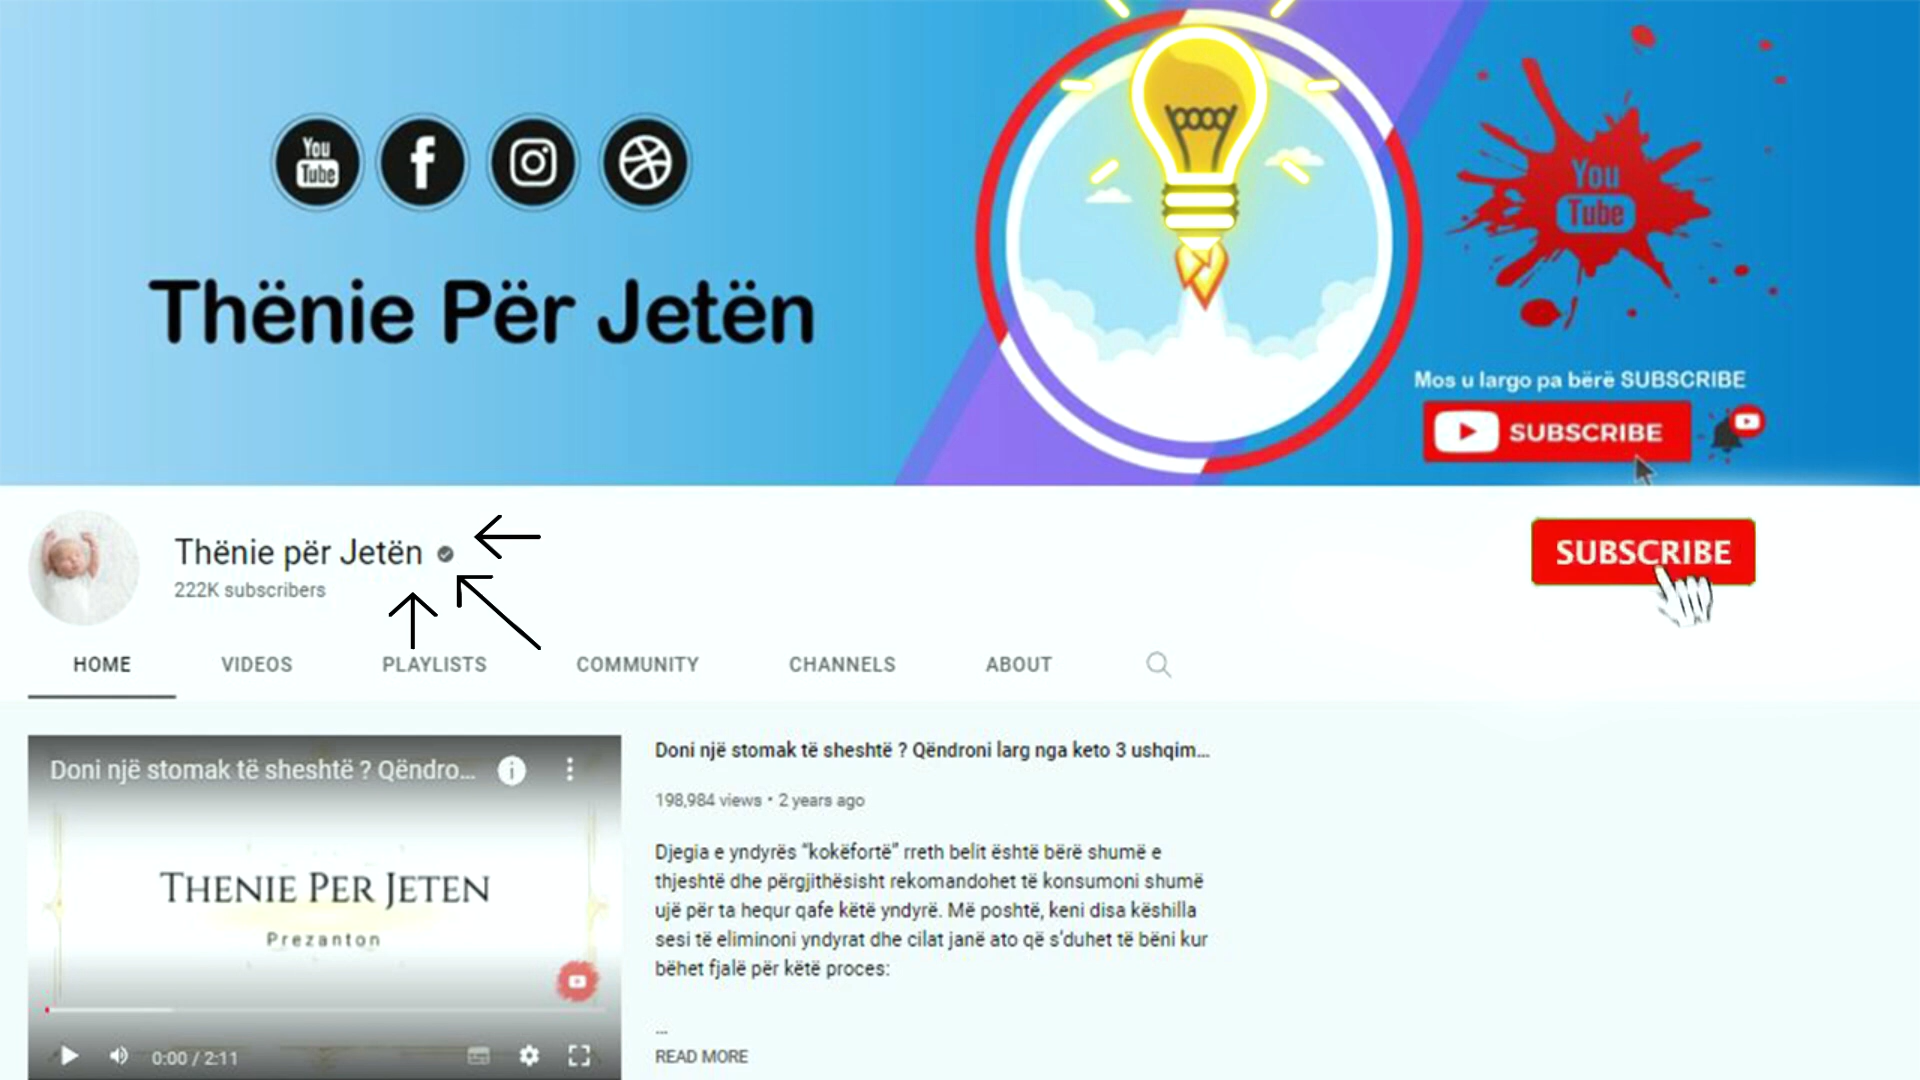 You
Tube
Thënie Për Jetën
You
Tube
Mos u largo pa bërë SUBSCRIBE
SUBSCRIBE
Thënie për Jetën
222K subscribers
SUBSCRIBE
HOME VIDEOS PLAYLISTS COMMUNITY CHANNELS ABOUT
Doni një stomak të sheshtë ? Qëndro...
THENIE PER JETEN
Prezanton
0:00 / 2:11
Doni një stomak të sheshtë ? Qëndroni larg nga keto 3 ushqim...
198,984 views • 2 years ago
Djegia e yndyrës “kokëfortë” rreth belit është bërë shumë e
thjeshtë dhe përgjithësisht rekomandohet të konsumoni shumë
ujë për ta hequr qafe këtë yndyrë. Më poshtë, keni disa këshilla
sesi të eliminoni yndyrat dhe cilat janë ato që s'duhet të bëni kur
bëhet fjalë për këtë proces:
...
READ MORE